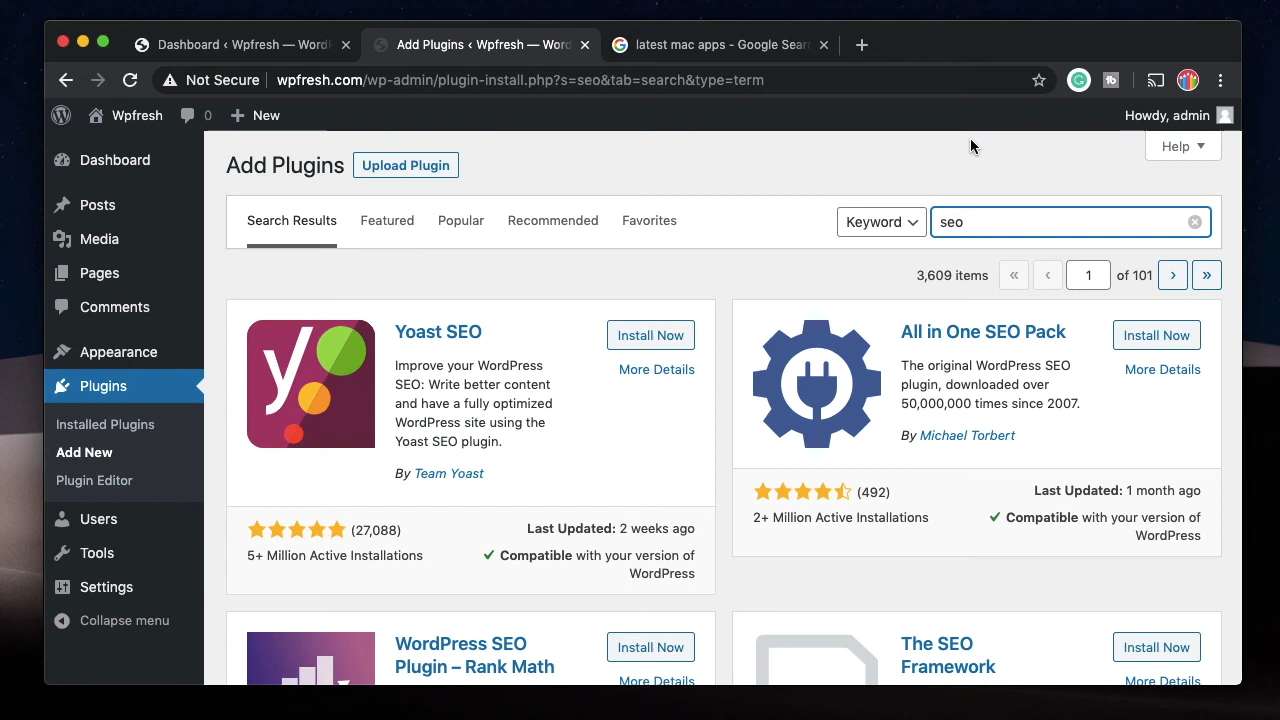 Dashboard ‹ Wpfresh — Word
Add Plugins ‹ Wpfresh — Word
latest mac apps - Google Sear
Not Secure
wpfresh.com/wp-admin/plugin-install.php?s=seo&tab=search&type=term
Wpfresh
0
New
Howdy, admin
Dashboard
Posts
Media
Pages
Comments
Appearance
Plugins
Installed Plugins
Add New
Plugin Editor
Users
Tools
Settings
Collapse menu
Help
Add Plugins
Upload Plugin
Search Results
Featured
Popular
Recommended
Favorites
Keyword
seo
3,609 items
«
‹
1
of 101
›
»
Yoast SEO
Install Now
More Details
Improve your WordPress
SEO: Write better content
and have a fully optimized
WordPress site using the
Yoast SEO plugin.
By Team Yoast
(27,088)
5+ Million Active Installations
Last Updated: 2 weeks ago
Compatible with your version of
WordPress
All in One SEO Pack
Install Now
More Details
The original WordPress SEO
plugin, downloaded over
50,000,000 times since 2007.
By Michael Torbert
(492)
2+ Million Active Installations
Last Updated: 1 month ago
Compatible with your version of
WordPress
WordPress SEO
Plugin – Rank Math
Install Now
More Details
The SEO
Framework
Install Now
More Details